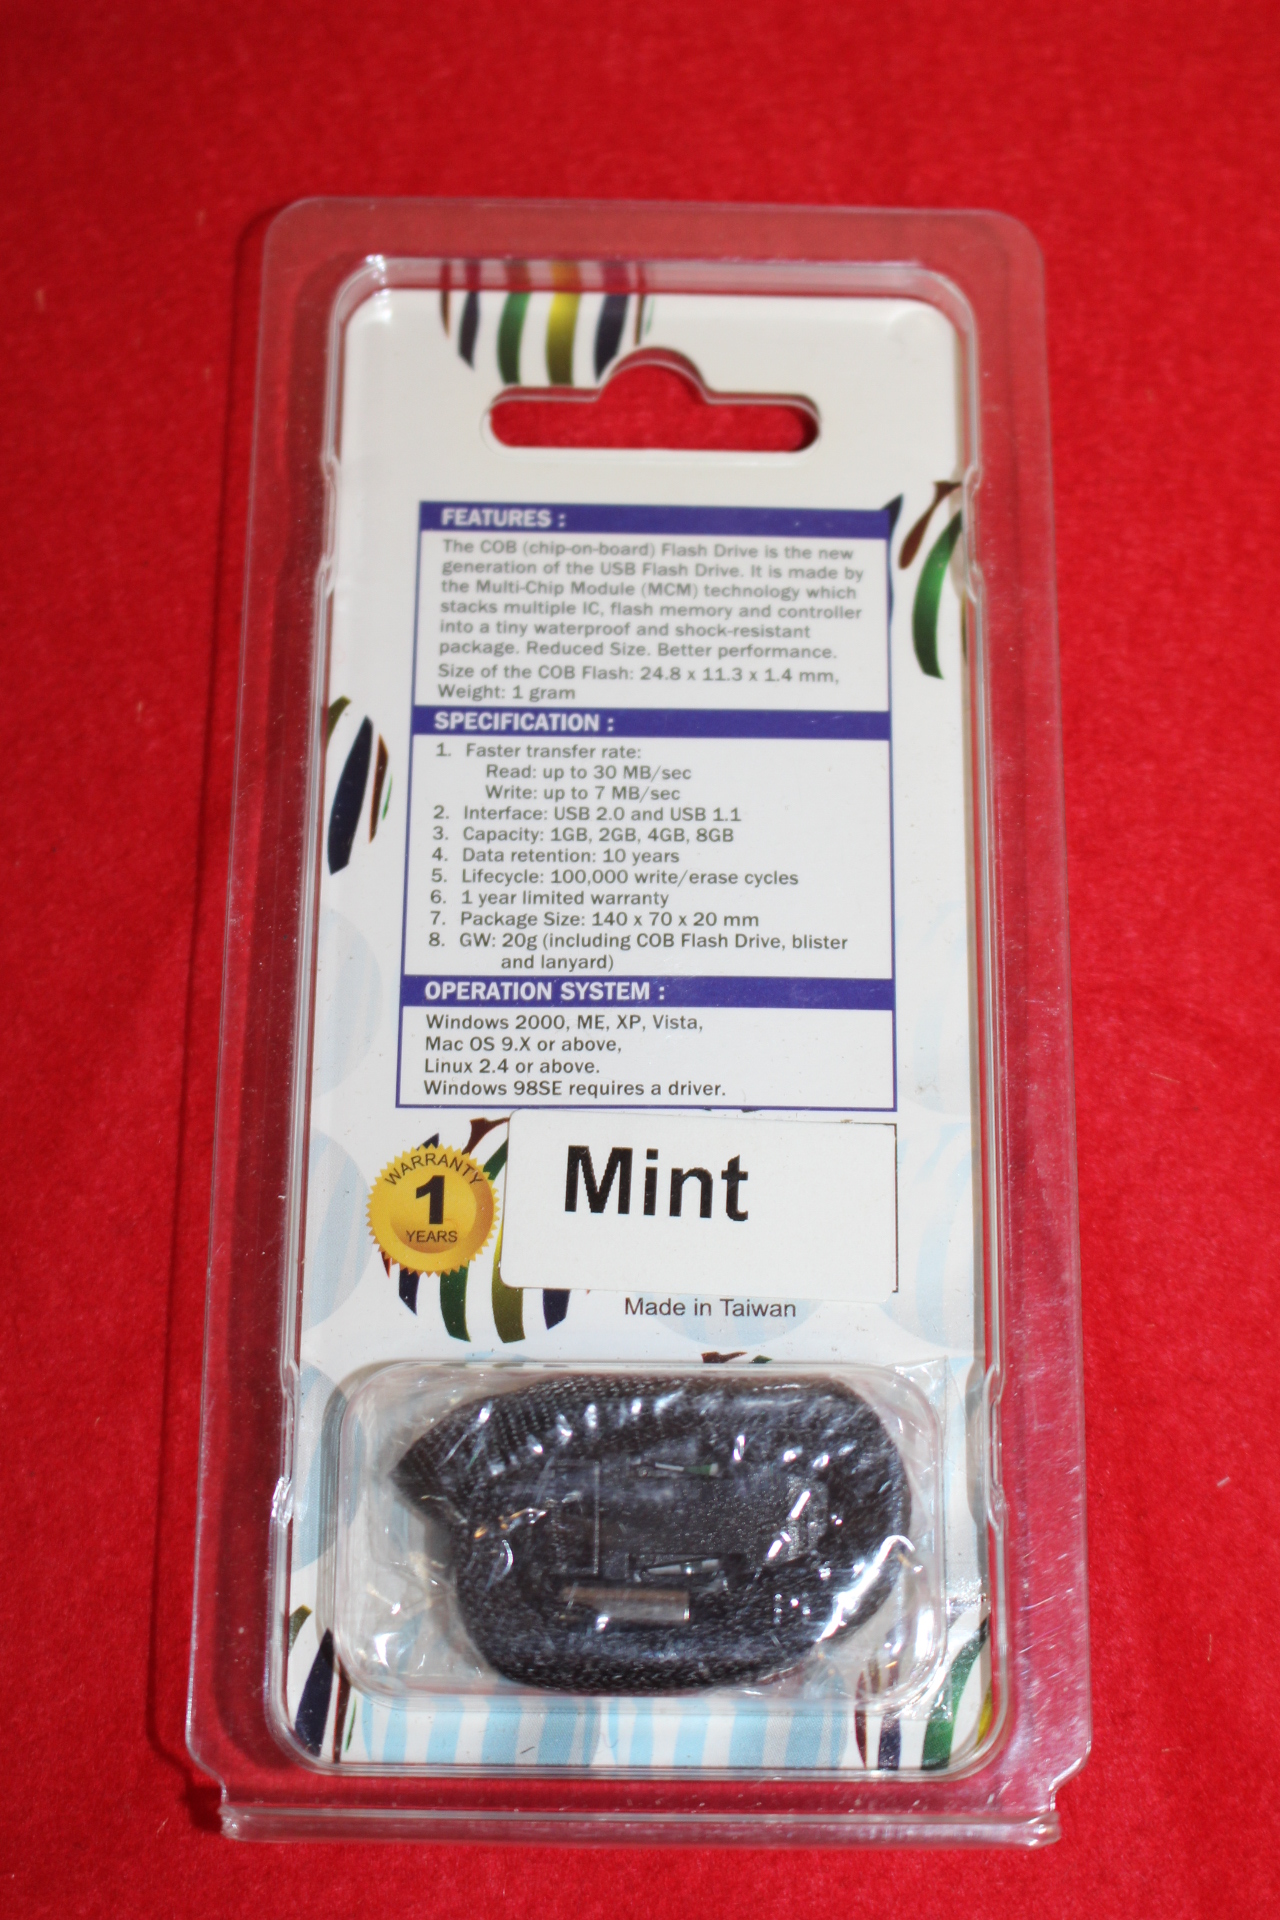 FEATURES :
The COB (chip-on-board) Flash Drive is the new
generation of the USB Flash Drive. It is made by
the Multi-Chip Module (MCM) technology which
stacks multiple IC, flash memory and controller
into a tiny waterproof and shock-resistant
package. Reduced Size. Better performance.
Size of the COB Flash: 24.8 x 11.3 x 1.4 mm,
Weight: 1 gram
SPECIFICATION :
1. Faster transfer rate:
Read: up to 30 MB/sec
Write: up to 7 MB/sec
2. Interface: USB 2.0 and USB 1.1
3. Capacity: 1GB, 2GB, 4GB, 8GB
4. Data retention: 10 years
5. Lifecycle: 100,000 write/erase cycles
6. 1 year limited warranty
7. Package Size: 140 x 70 x 20 mm
8. GW: 20g (including COB Flash Drive, blister
and lanyard)
OPERATION SYSTEM :
Windows 2000, ME, XP, Vista,
Mac OS 9.X or above,
Linux 2.4 or above.
Windows 98SE requires a driver.
WARRANTY
1
YEARS
Mint
Made in Taiwan